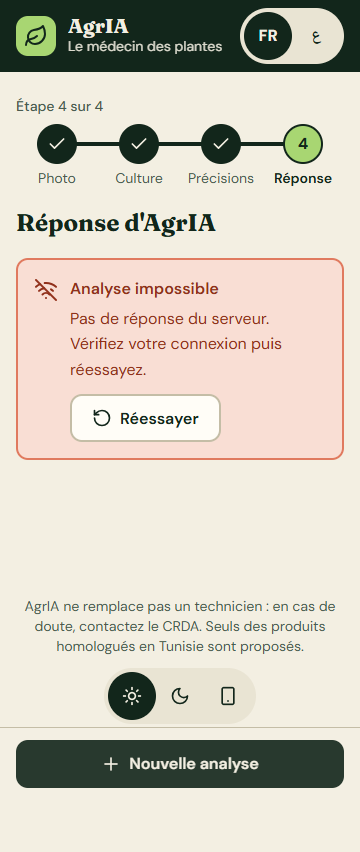 AgrIA
Le médecin des plantes
FR
ع
Étape 4 sur 4
4
Photo
Culture
Précisions
Réponse
Réponse d'AgrIA
Analyse impossible
Pas de réponse du serveur.
Vérifiez votre connexion puis
réessayez.
Réessayer
AgrIA ne remplace pas un technicien : en cas de
doute, contactez le CRDA. Seuls des produits
homologués en Tunisie sont proposés.
Nouvelle analyse